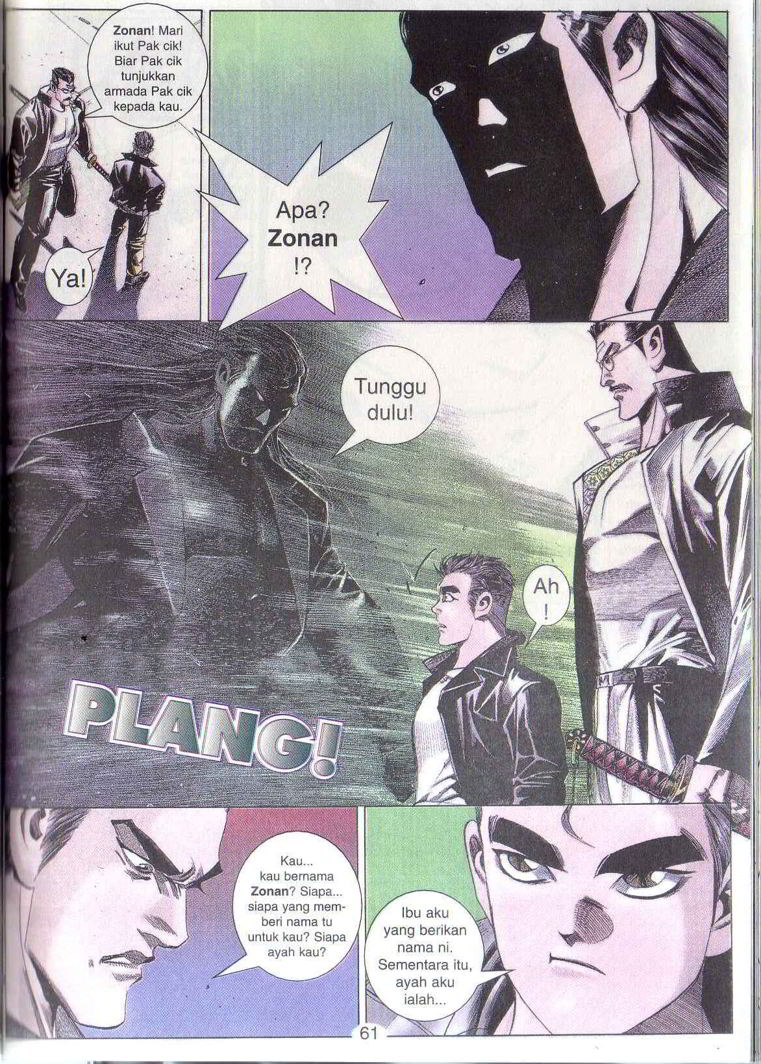 Zonan! Mari
ikut Pak cik!
Biar Pak cik
tunjukkan
armada Pak cik
kepada kau.
Ya!
Apa?
Zonan
!?
Tunggu
dulu!
Ah
!
PLANG!
Kau...
kau bernama
Zonan? Siapa...
siapa yang mem-
beri nama tu
untuk kau? Siapa
ayah kau?
Ibu aku
yang berikan
nama ni.
Sementara itu,
ayah aku
ialah...
61